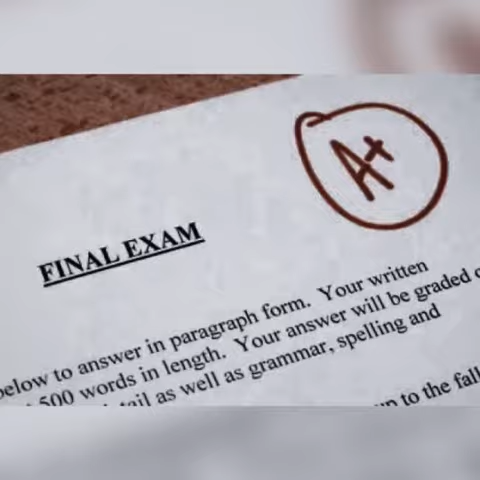 A+
FINAL EXAM
below to answer in paragraph form. Your written
500 words in length. Your answer will be graded
as well as grammar, spelling and
to the fall